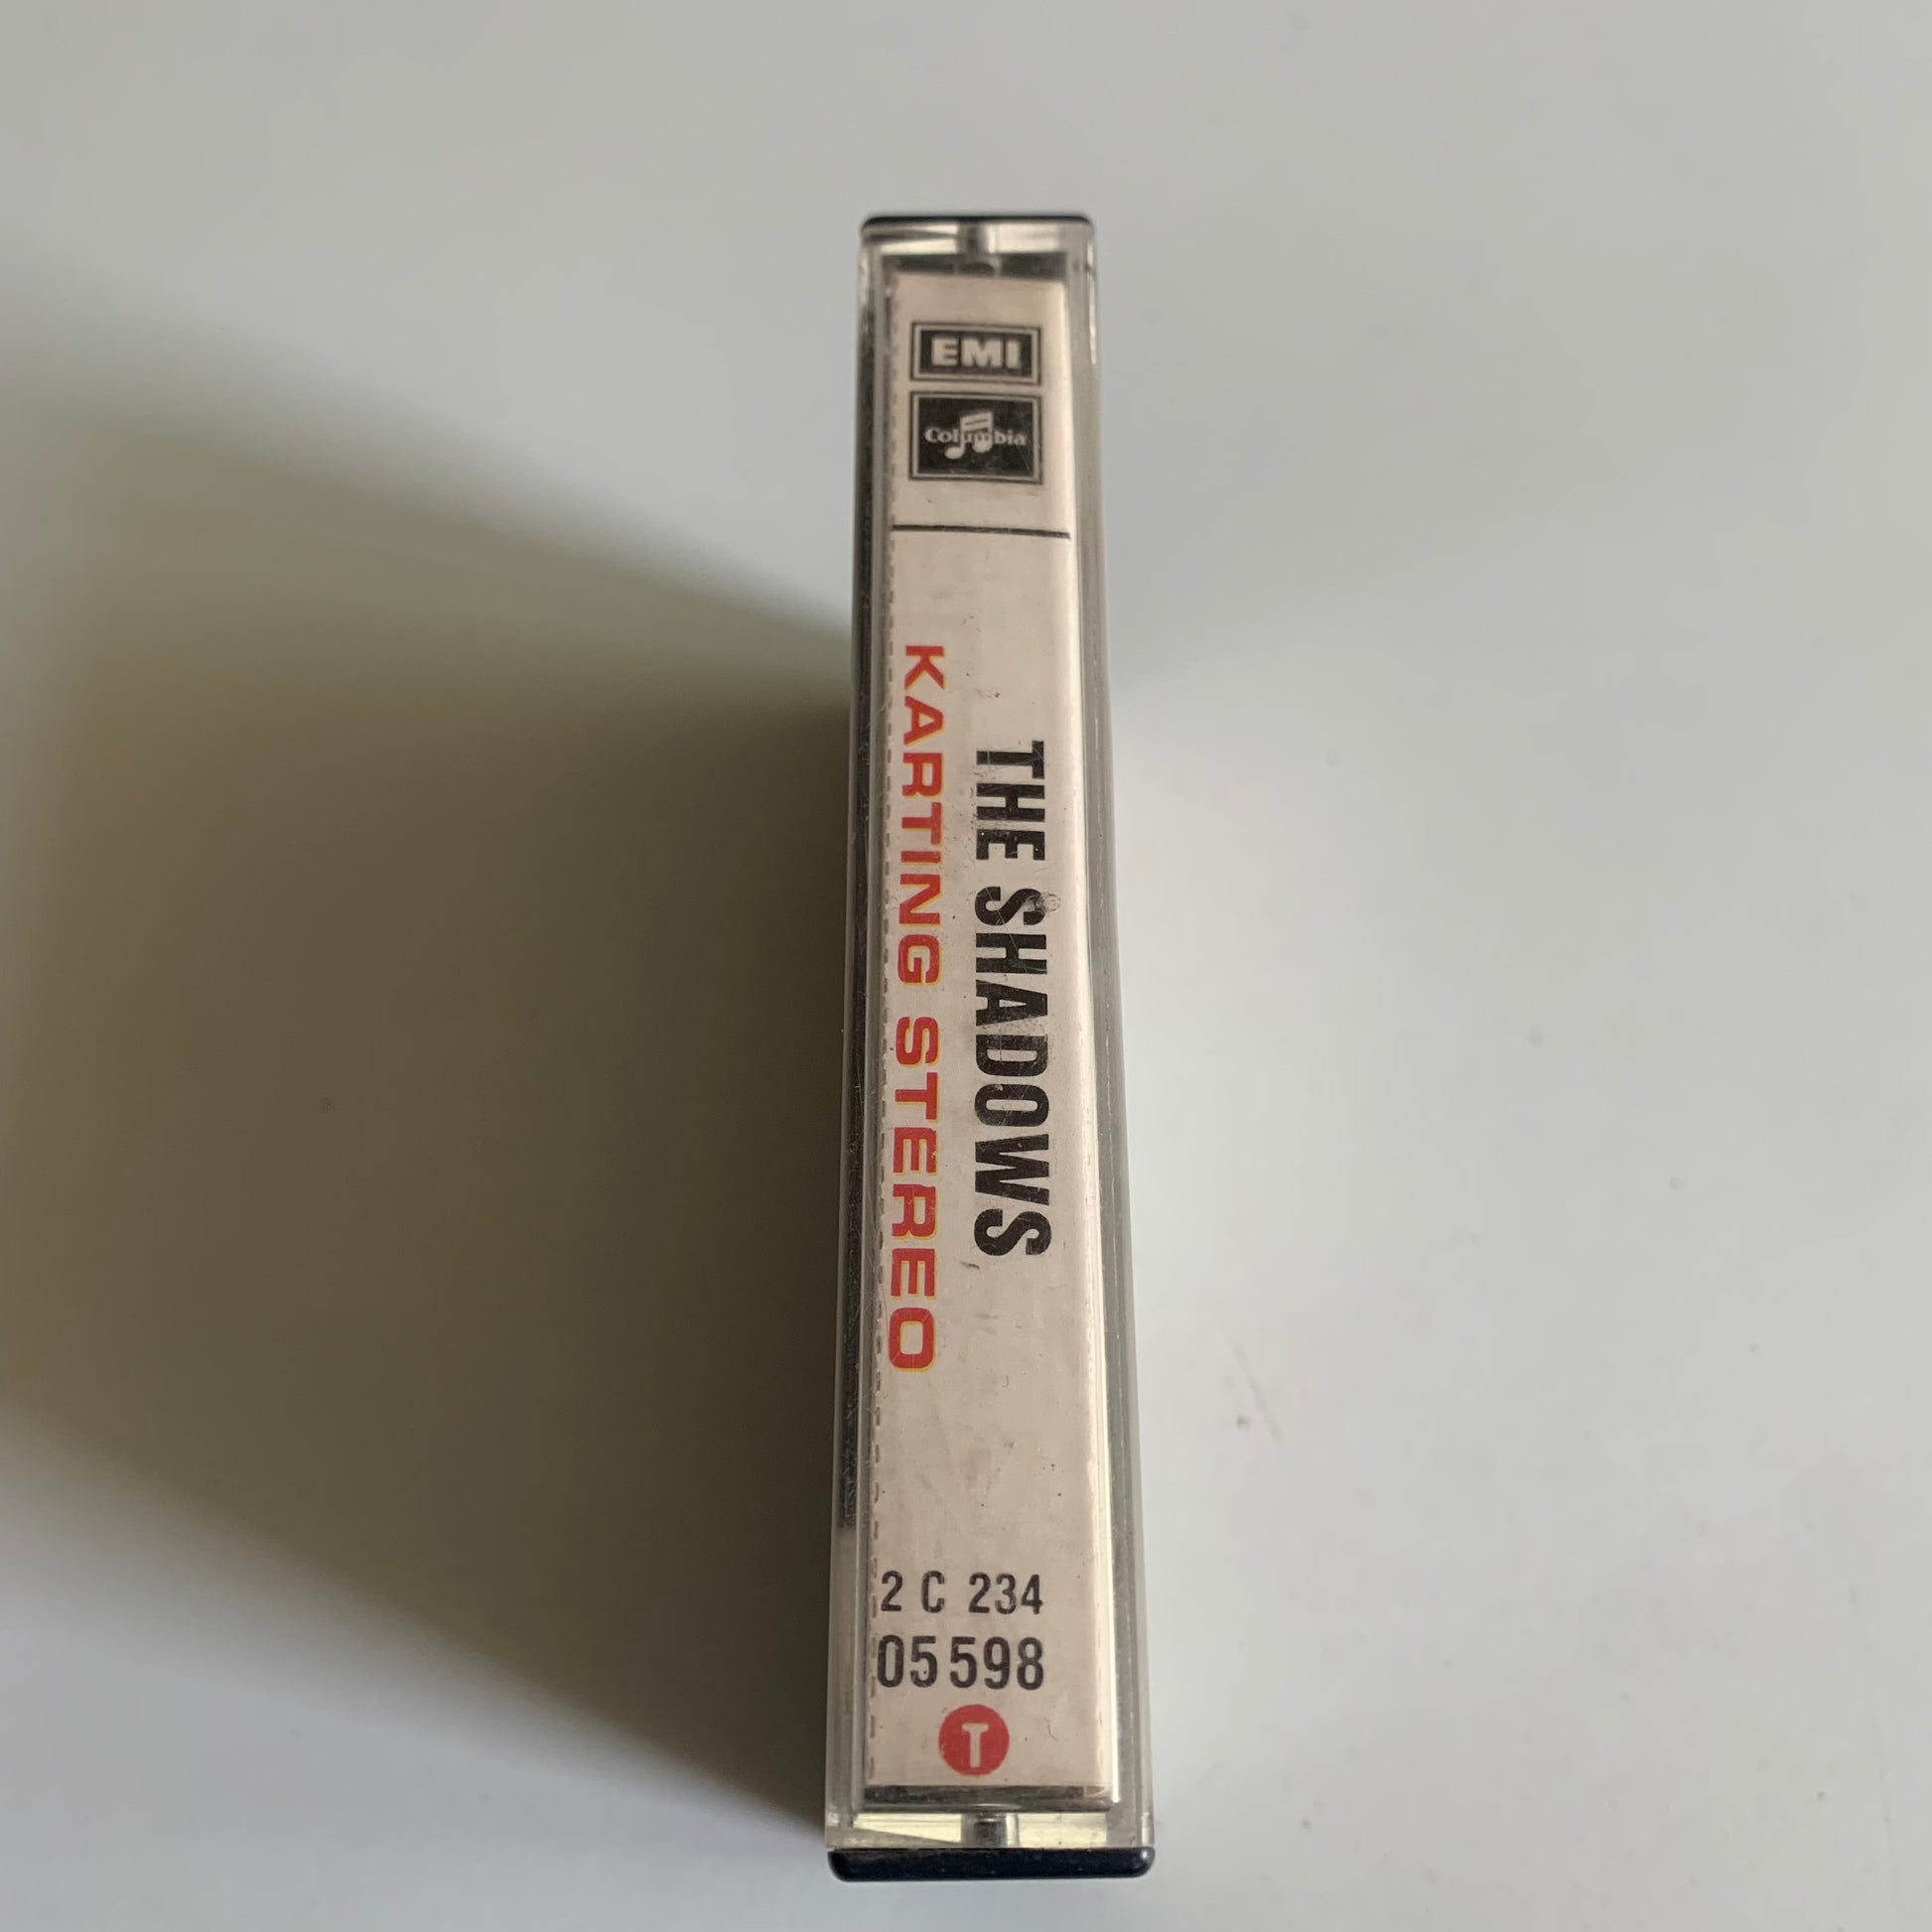 EMI
Columbia
THE SHADOWS
KARTING STEREO
2 C 234
05598
T